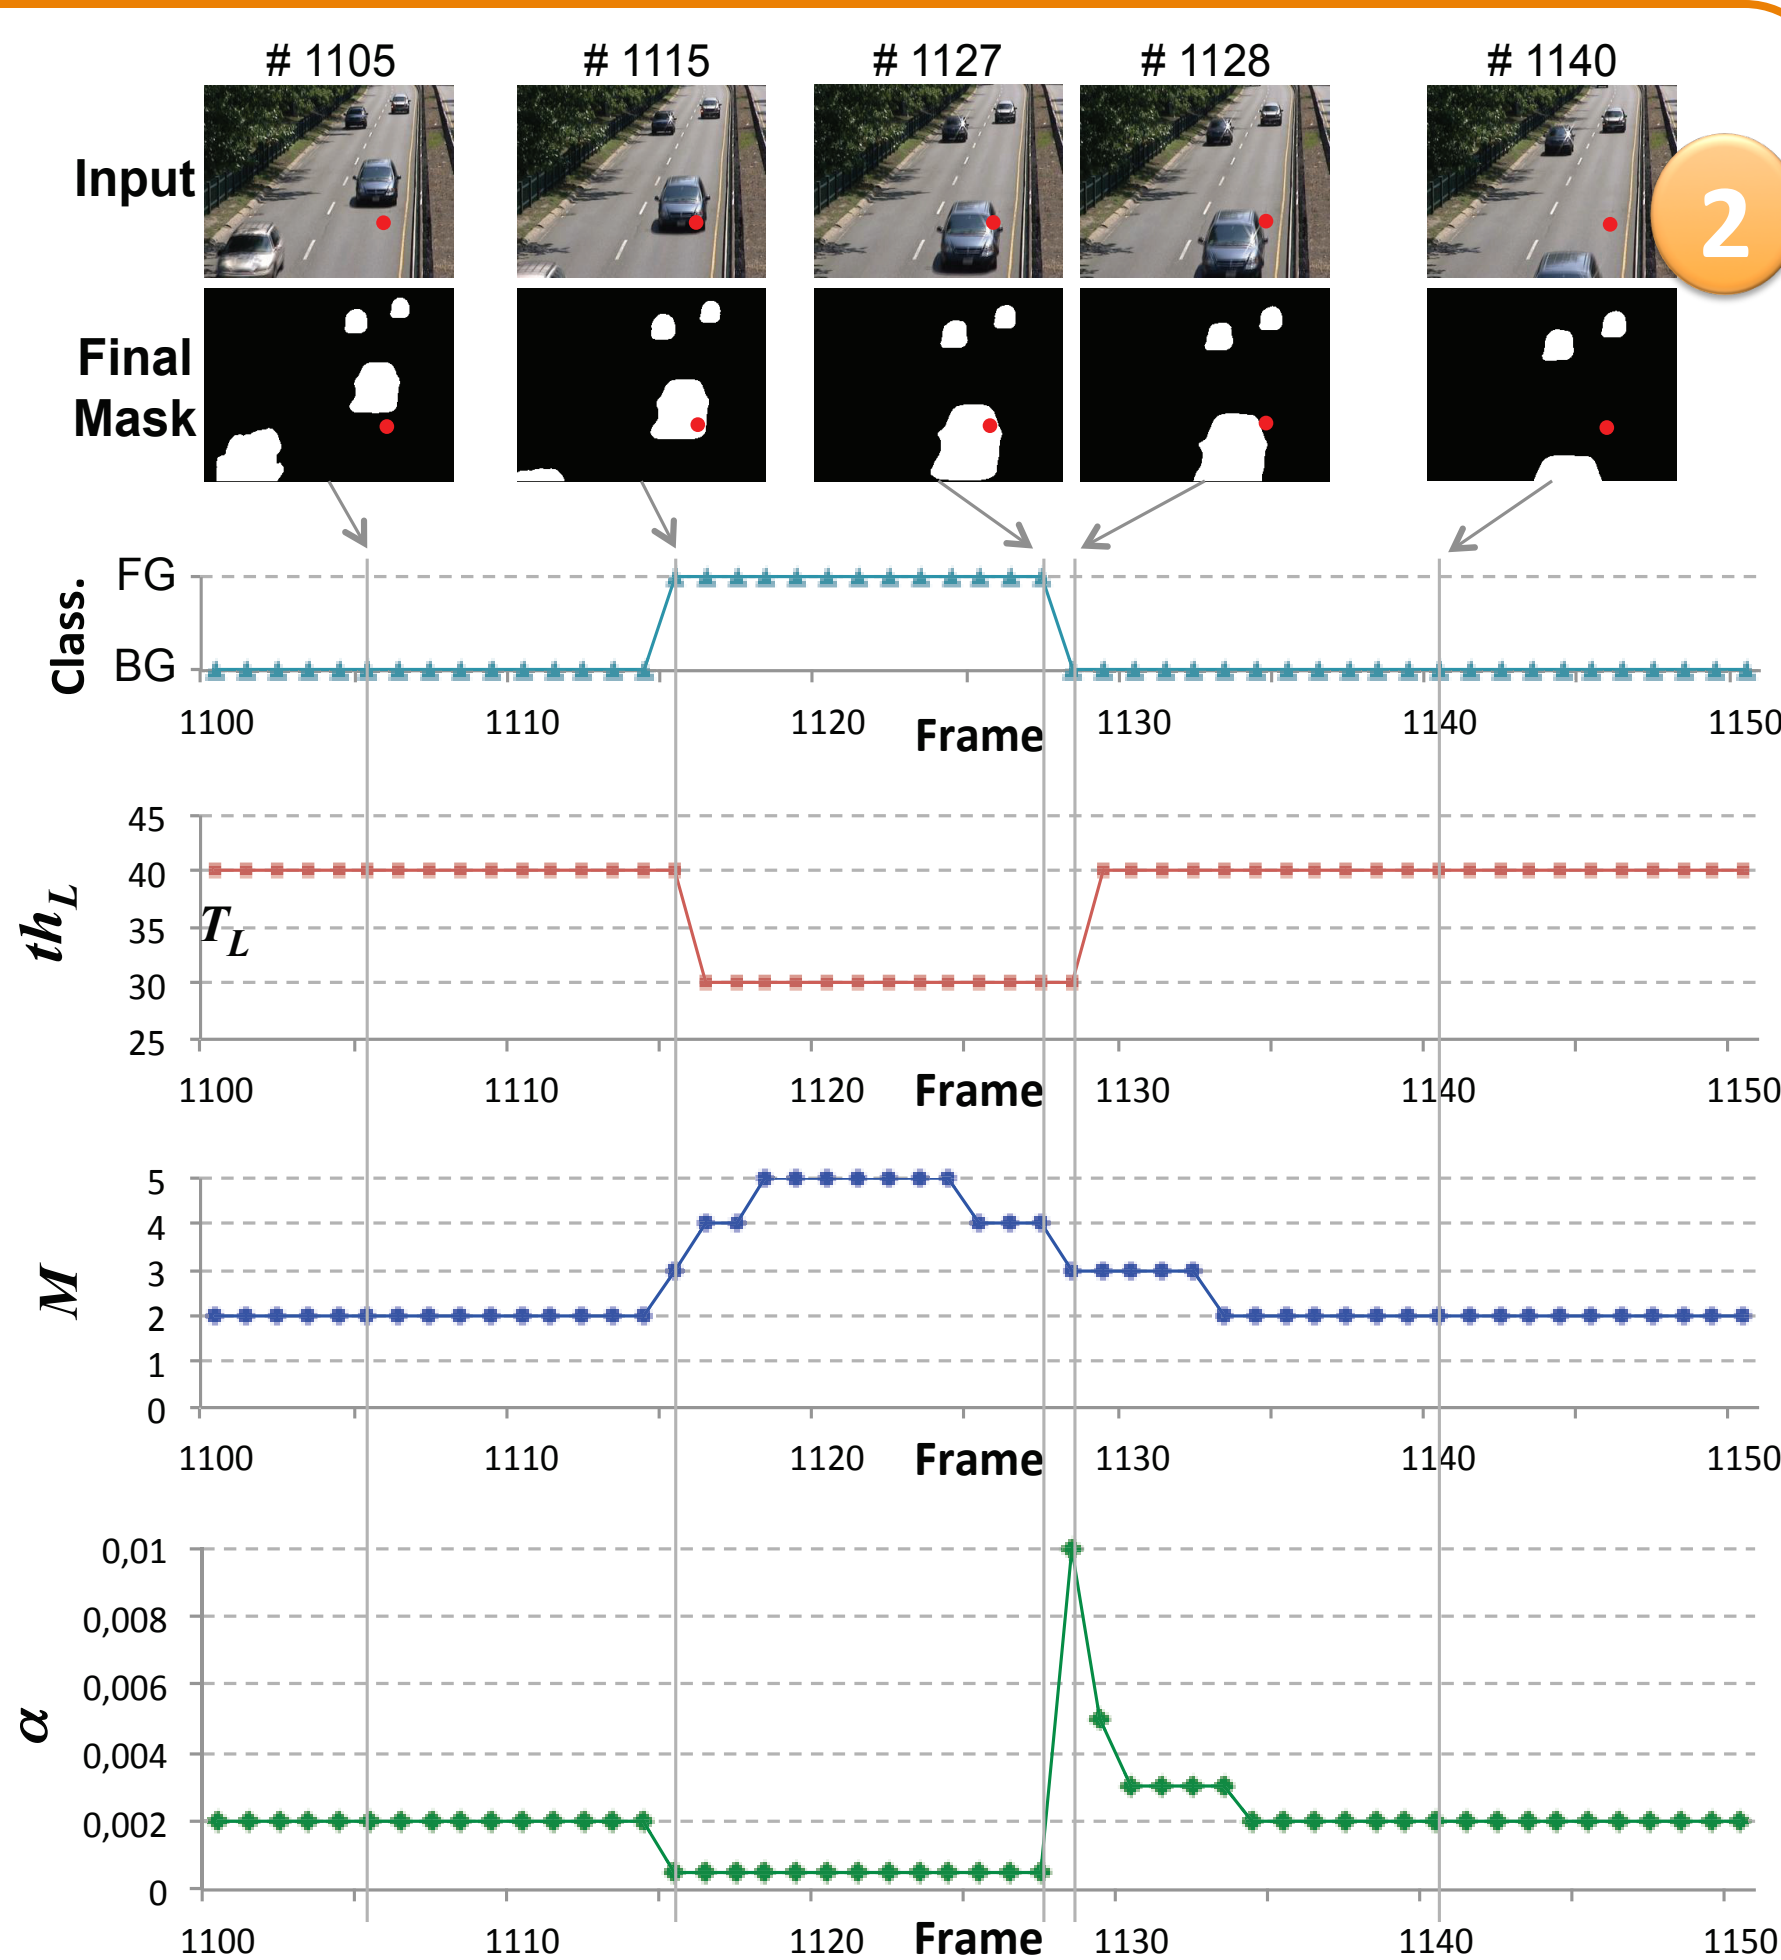 # 1105 # 1115 # 1127 # 1128 # 1140
Input
2
Final
Mask
Class.
FG
BG
1100 1110 1120 Frame 1130 1140 1150
th_L
45
40
35
30
25
T_L
1100 1110 1120 Frame 1130 1140 1150
M
5
4
3
2
1
0
1100 1110 1120 Frame 1130 1140 1150
α
0,01
0,008
0,006
0,004
0,002
0
1100 1110 1120 Frame 1130 1140 1150